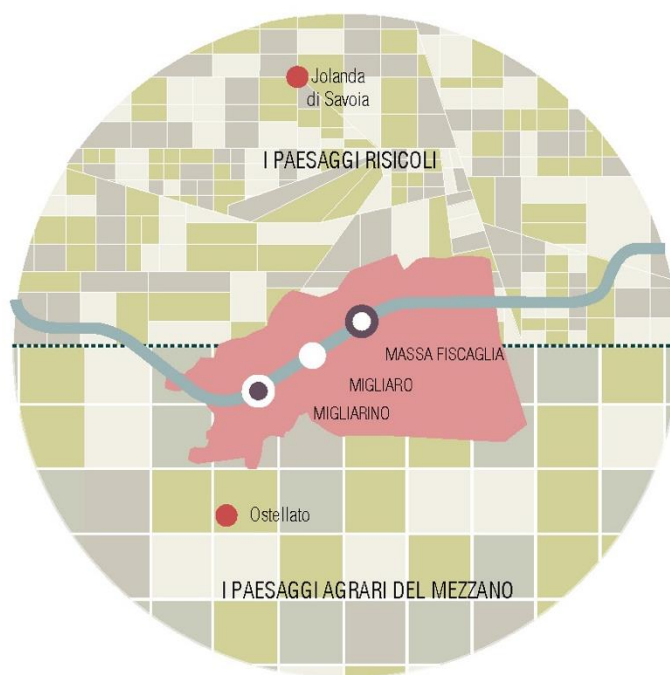 Jolanda
di Savoia
I PAESAGGI RISICOLI
MASSA FISCAGLIA
MIGLIARO
MIGLIARINO
Ostellato
I PAESAGGI AGRARI DEL MEZZANO